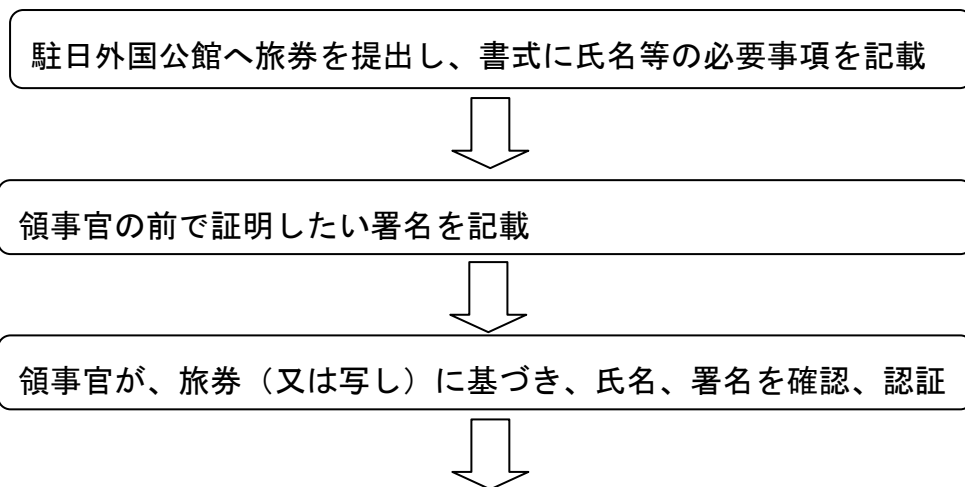 駐日外国公館へ旅券を提出し、書式に氏名等の必要事項を記載
領事官の前で証明したい署名を記載
領事官が、旅券（又は写し）に基づき、氏名、署名を確認、認証